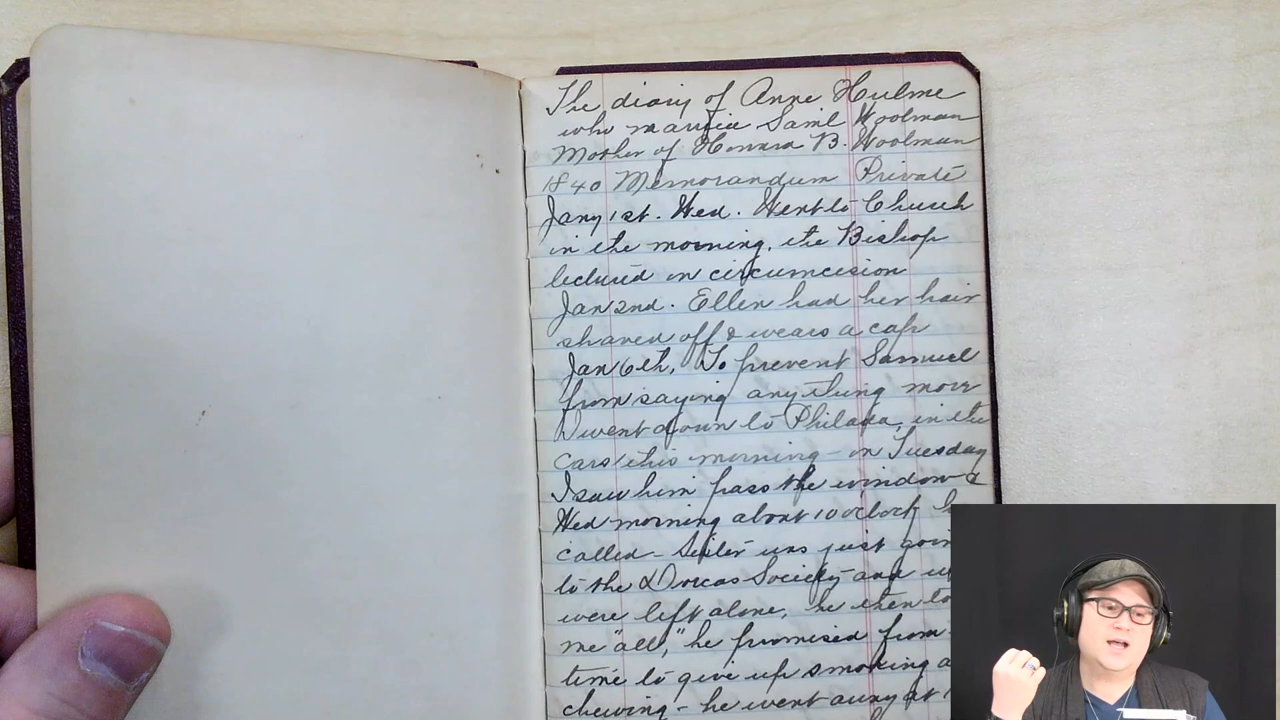 The diary of Anne Hulme
who married Saml Woolman
Mother of Howard B. Woolman
1840 Memorandum Private
Jany 1st. Wed. Went to Church
in the morning, the Bishop
lectured on circumcision
Jan 2nd. Ellen had her hair
shaved off & wears a cap
Jan 6th, To prevent Samuel
from saying anything more
I went down to Philada, in the
cars this morning - on Tuesday
I saw him pass the window &
Wed morning about 10 o'clock
called - Sister was just
to the Dorcas Society and
were left alone, he then
me "all," he promised from
time to give up smoking
chewing - he went away at